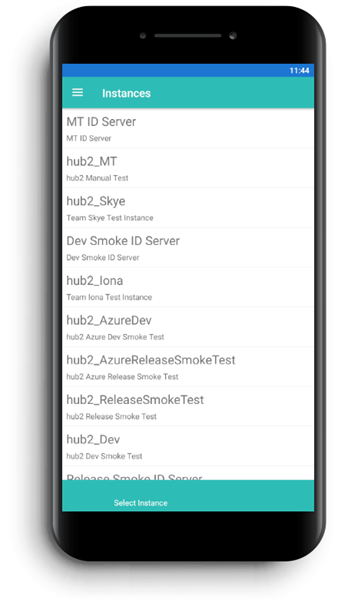 11:44
Instances
MT ID Server
MT ID Server
hub2_MT
hub2 Manual Test
hub2_Skye
Team Skye Test Instance
Dev Smoke ID Server
Dev Smoke ID Server
hub2_Iona
Team Iona Test Instance
hub2_AzureDev
hub2 Azure Dev Smoke Test
hub2_AzureReleaseSmokeTest
hub2 Azure Release Smoke Test
hub2_ReleaseSmokeTest
hub2 Release Smoke Test
hub2_Dev
hub2 Dev Smoke Test
Release Smoke ID Server
Select Instance